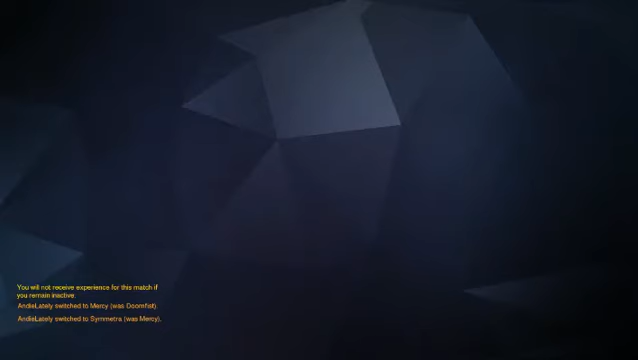 You will not receive experience for this match if
you remain inactive.
AndieLately switched to Mercy (was Doomfist).
AndieLately switched to Symmetra (was Mercy).